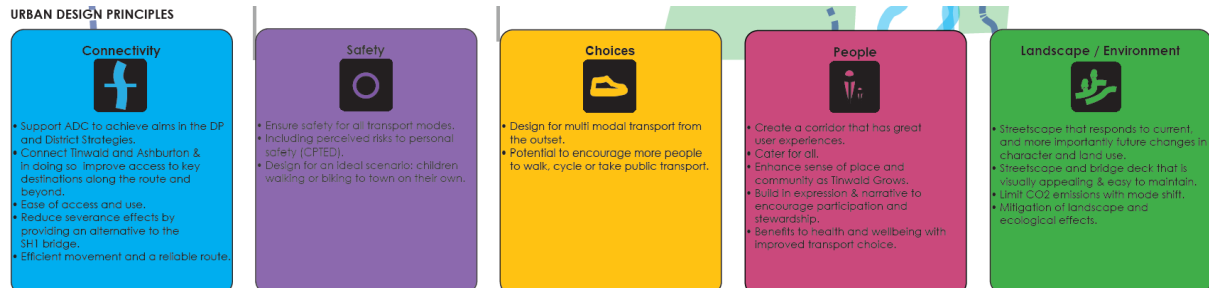 URBAN DESIGN PRINCIPLES
Connectivity
• Support ADC to achieve aims in the DP
and District Strategies.
• Connect Tinwald and Ashburton &
in doing so improve access to key
destinations along the route and
beyond.
• Ease of access and use.
• Reduce severance effects by
providing an alternative to the
SH1 bridge.
• Efficient movement and a reliable route.
Safety
• Ensure safety for all transport modes.
• Including perceived risks to personal
safety (CPTED).
• Design for an ideal scenario: children
walking or biking to town on their own.
Choices
• Design for multi modal transport from
the outset.
• Potential to encourage more people
to walk, cycle or take public transport.
People
• Create a corridor that has great
user experiences.
• Cater for all.
• Enhance sense of place and
community as Tinwald Grows.
• Build in expression & narrative to
encourage participation and
stewardship.
• Benefits to health and wellbeing with
improved transport choice.
Landscape / Environment
• Streetscape that responds to current,
and more importantly future changes in
character and land use.
• Streetscape and bridge deck that is
visually appealing & easy to maintain.
• Limit CO2 emissions with mode shift.
• Mitigation of landscape and
ecological effects.